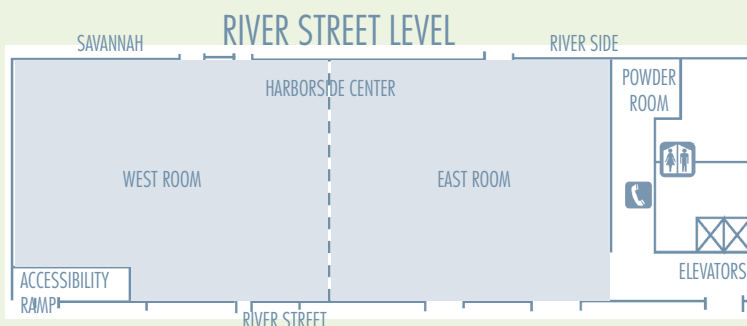 RIVER STREET LEVEL
SAVANNAH
RIVER SIDE
HARBORSIDE CENTER
POWDER
ROOM
WEST ROOM
EAST ROOM
ACCESSIBILITY
RAMP
ELEVATORS
RIVER STREET